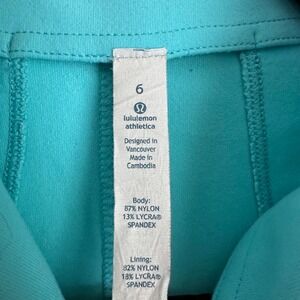 6
lululemon
athletica
Designed in
Vancouver
Made in
Cambodia
Body:
87% NYLON
13% LYCRA®
SPANDEX
Lining:
82% NYLON
18% LYCRA®
SPANDEX